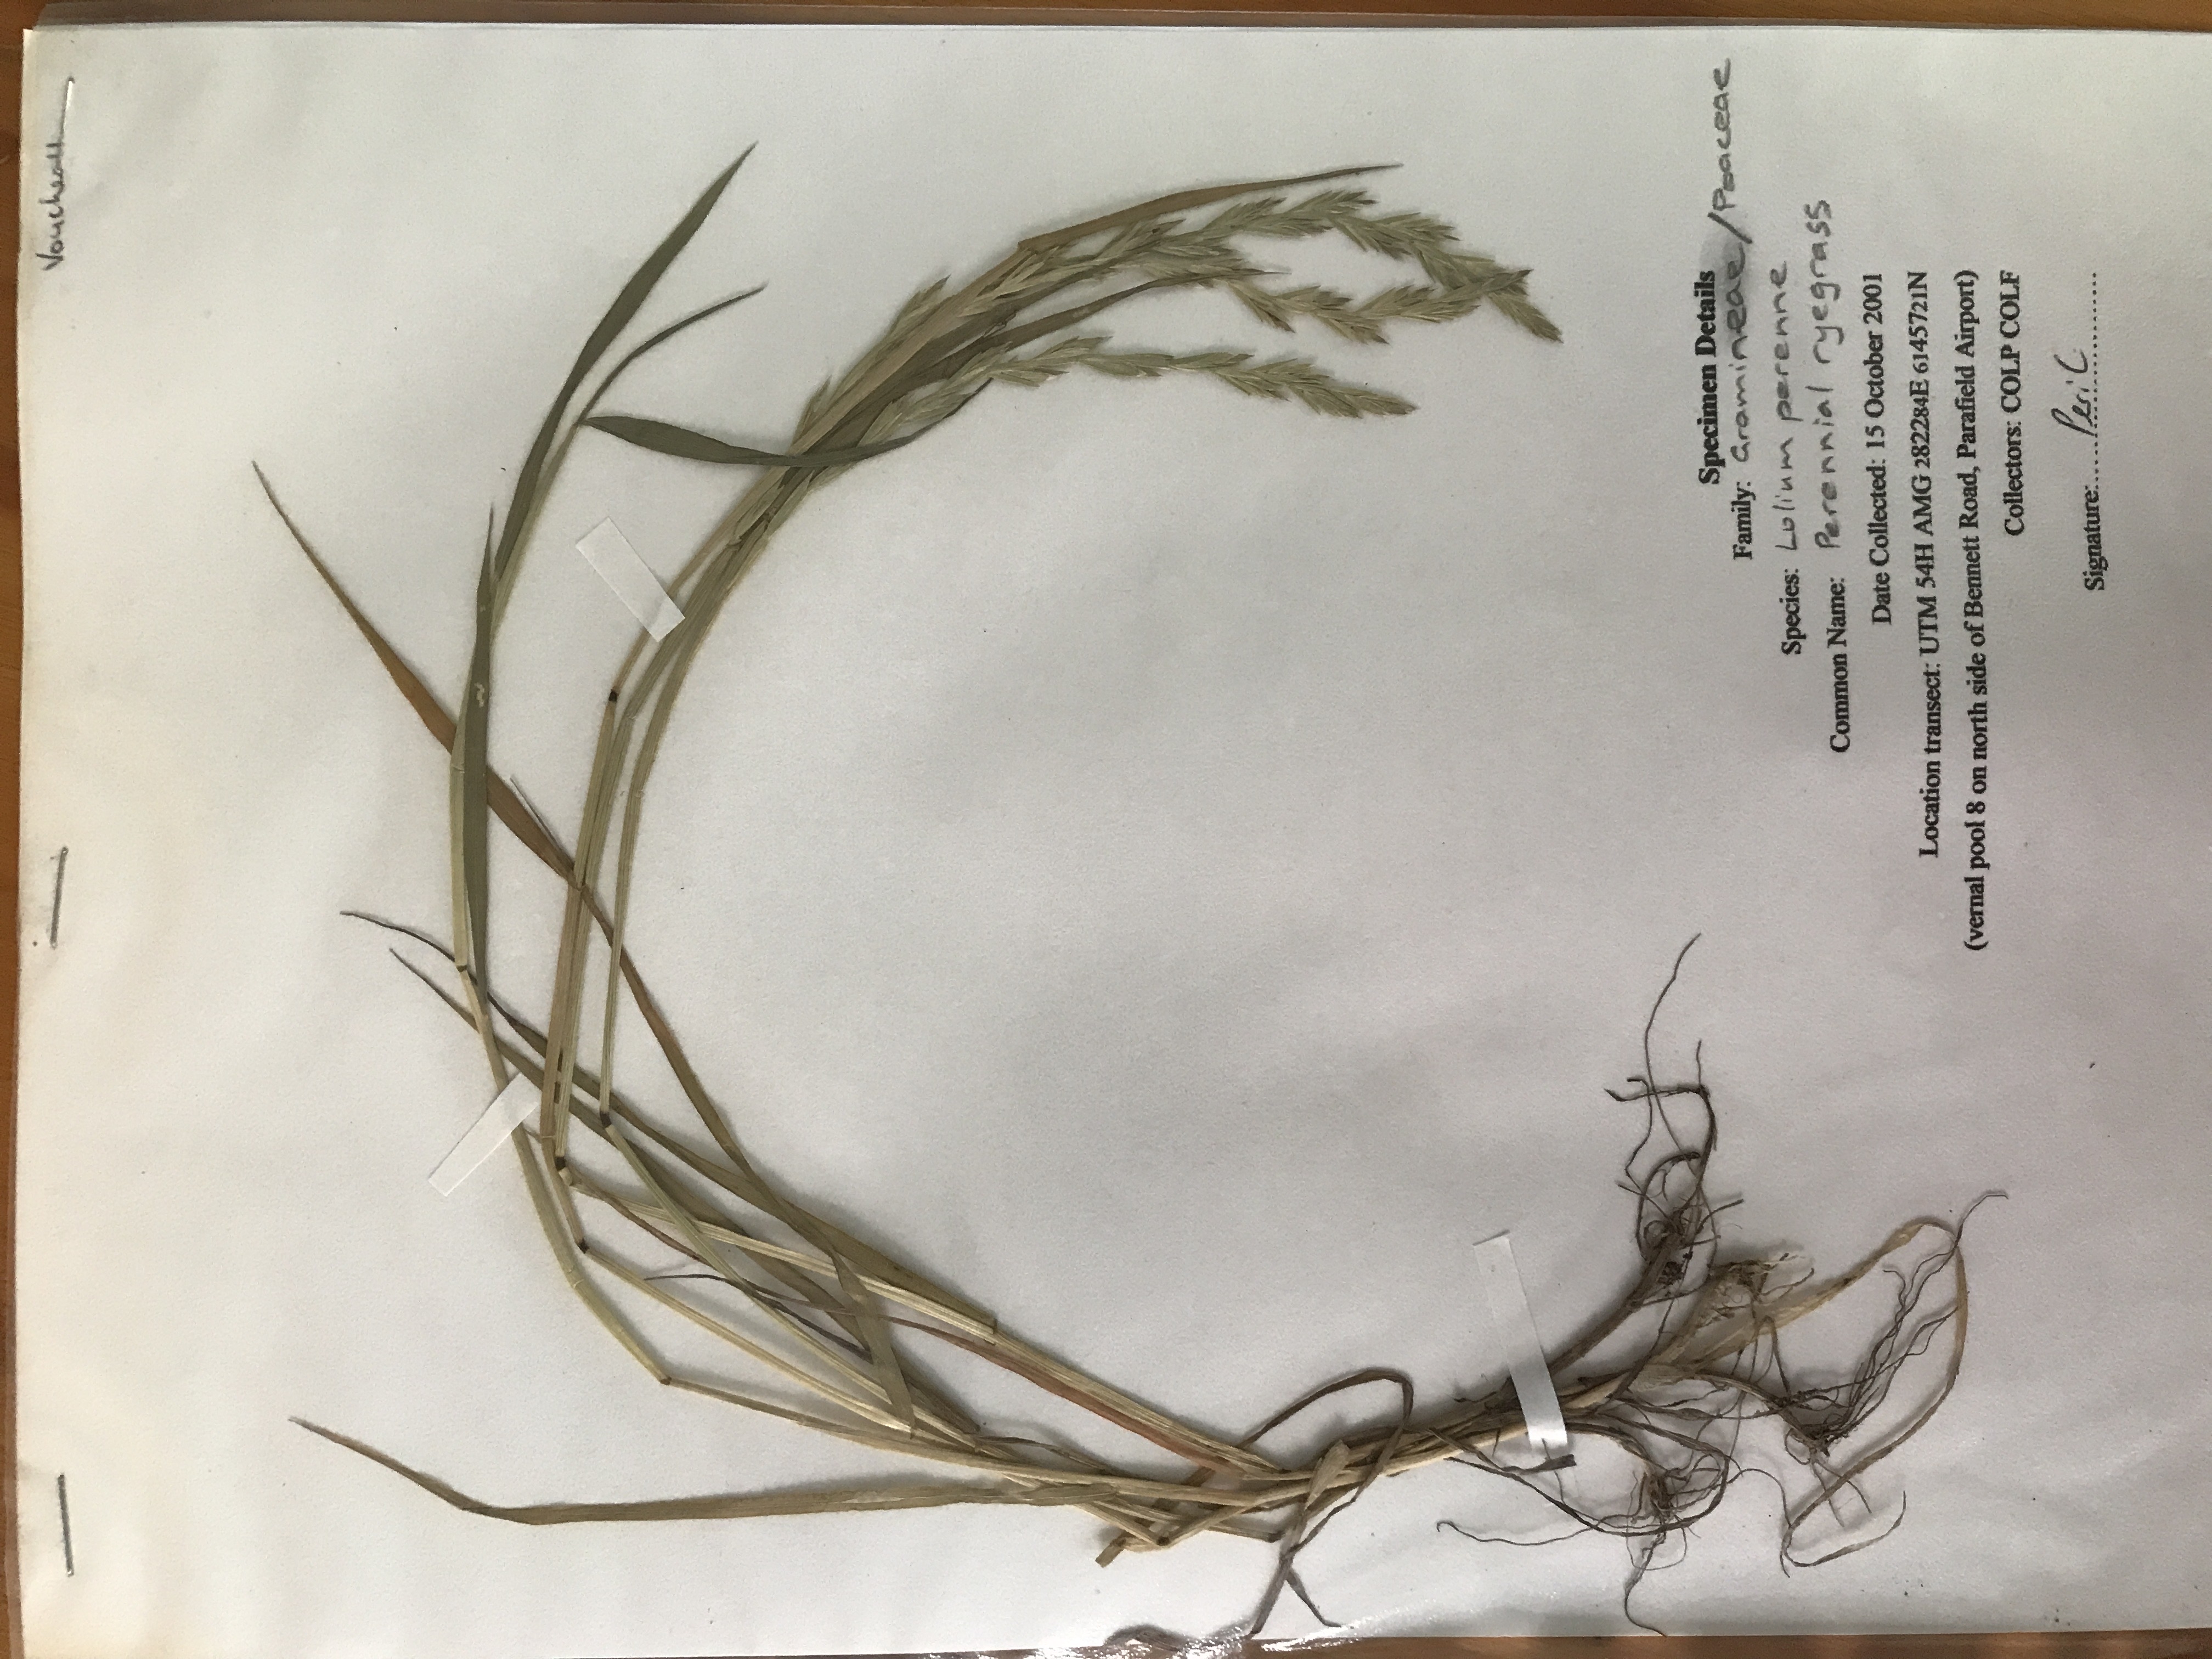 Specimen Details
Family: Gramineae/Poaceae
Species: Lolium perenne
Common Name: Perennial ryegrass
Date Collected: 15 October 2001
Location transect: UTM 54H AMG 282284E 6145721N
(vernal pool 8 on north side of Bennett Road, Parafield Airport)
Collectors: COLP COLF
Signature:.....Peri C...............